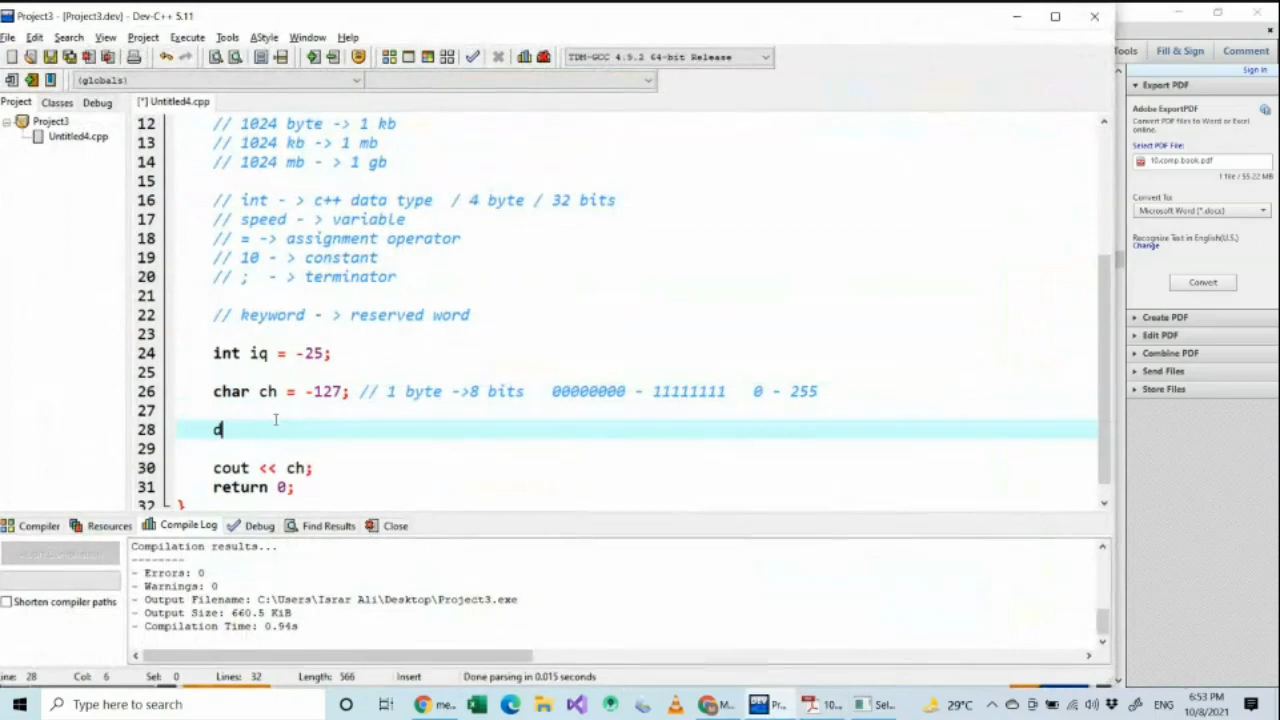 Project3 - [Project3.dev] - Dev-C++ 5.11
File Edit Search View Project Execute Tools AStyle Window Help
TDM-GCC 4.9.2 64-bit Release
(globals)
Project Classes Debug
[*] Untitled4.cpp
Project3
Untitled4.cpp
12 // 1024 byte -> 1 kb
13 // 1024 kb -> 1 mb
14 // 1024 mb - > 1 gb
15
16 // int - > c++ data type / 4 byte / 32 bits
17 // speed - > variable
18 // = -> assignment operator
19 // 10 - > constant
20 // ; - > terminator
21
22 // keyword - > reserved word
23
24 int iq = -25;
25
26 char ch = -127; // 1 byte ->8 bits 00000000 - 11111111 0 - 255
27
28 d
29
30 cout << ch;
31 return 0;
32 }
Compiler Resources Compile Log Debug Find Results Close
Shorten compiler paths
Compilation results...
--------
- Errors: 0
- Warnings: 0
- Output Filename: C:\Users\Israr Ali\Desktop\Project3.exe
- Output Size: 660.5 KiB
- Compilation Time: 0.94s
Line: 28 Col: 6 Sel: 0 Lines: 32 Length: 566 Insert Done parsing in 0.015 seconds
Tools Fill & Sign Comment
Sign In
Export PDF
Adobe ExportPDF
Convert PDF files to Word or Excel
online.
Select PDF File:
10.comp.book.pdf
1 file / 55.22 MB
Convert To:
Microsoft Word (*.docx)
Recognize Text in English(U.S.)
Change
Convert
Create PDF
Edit PDF
Combine PDF
Send Files
Store Files
Type here to search
me...
M...
Pr...
10...
Sel...
29°C
ENG
6:53 PM
10/8/2021